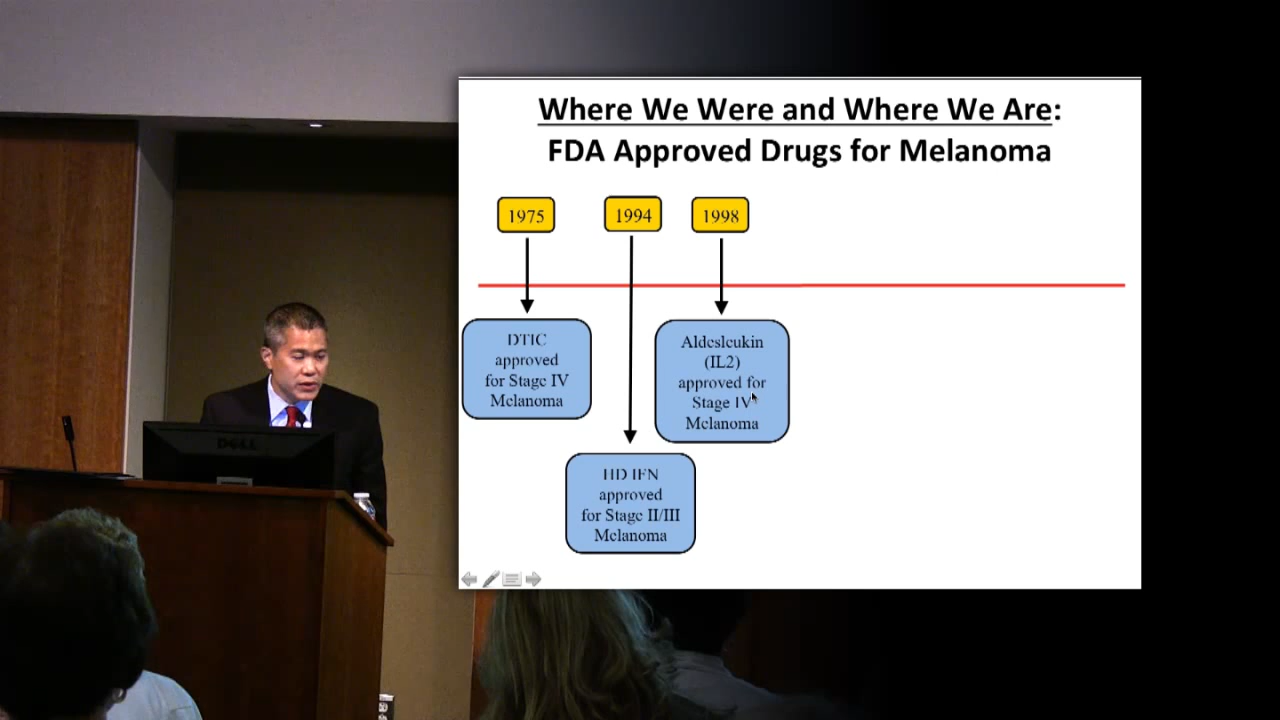 Where We Were and Where We Are:
FDA Approved Drugs for Melanoma
1975
1994
1998
DTIC
approved
for Stage IV
Melanoma
HD IFN
approved
for Stage II/III
Melanoma
Aldesleukin
(IL2)
approved for
Stage IV
Melanoma
DELL